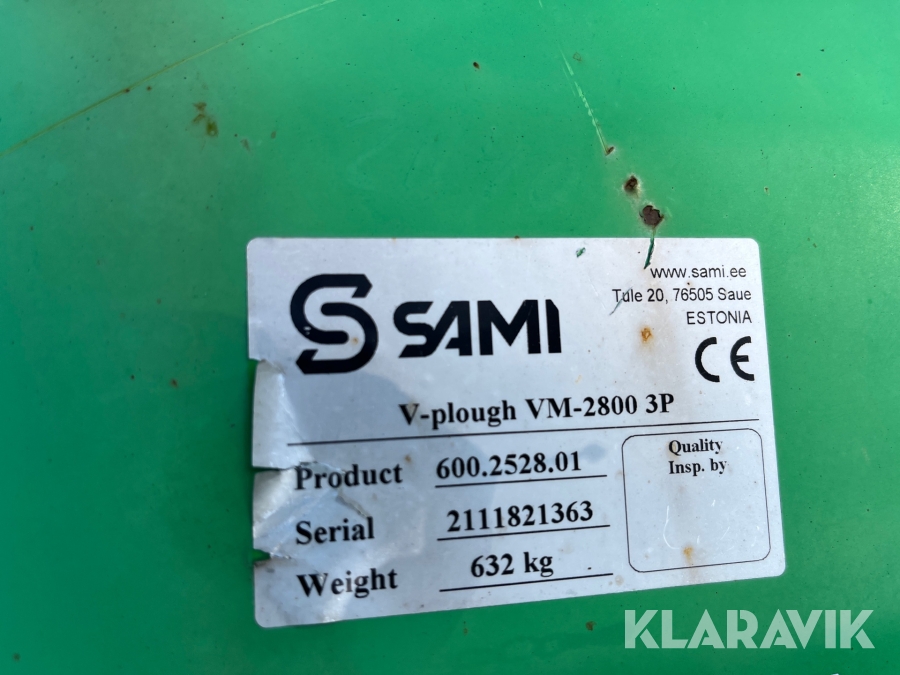 SAMI
www.sami.ee
Tule 20, 76505 Saue
ESTONIA
CE
V-plough VM-2800 3P
Product 600.2528.01
Serial 2111821363
Weight 632 kg
Quality
Insp. by
KLARAVIK